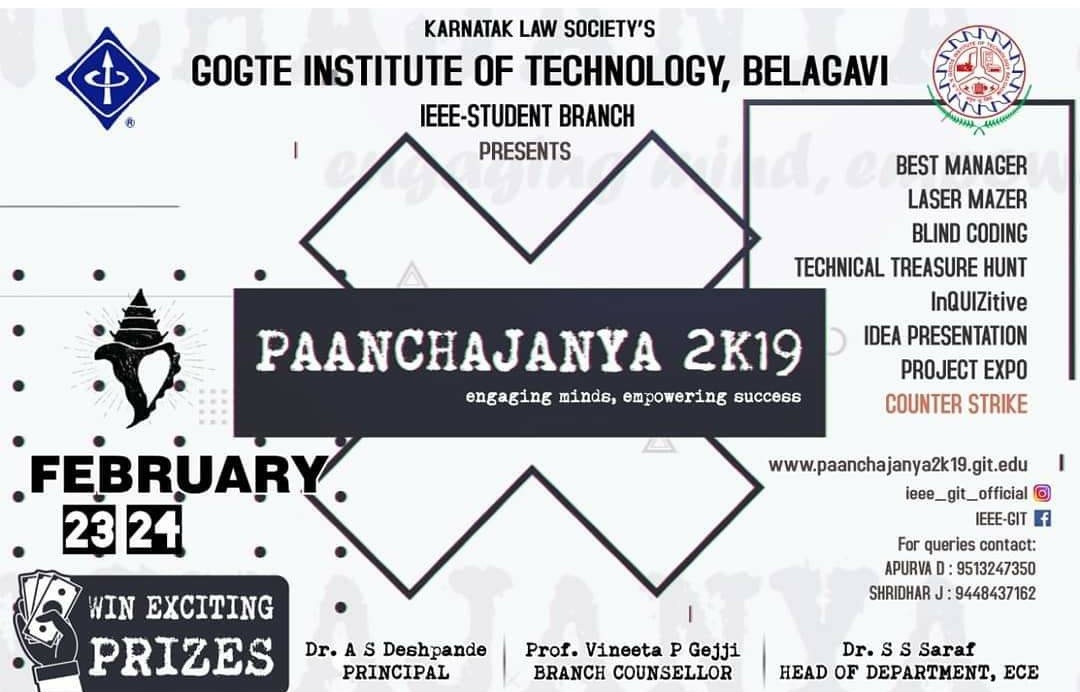 KARNATAK LAW SOCIETY'S
GOGTE INSTITUTE OF TECHNOLOGY, BELAGAVI
IEEE-STUDENT BRANCH
PRESENTS
BEST MANAGER
LASER MAZER
BLIND CODING
TECHNICAL TREASURE HUNT
InQUIZitive
IDEA PRESENTATION
PROJECT EXPO
COUNTER STRIKE
PAANCHAJANYA 2K19
engaging minds, empowering success
FEBRUARY
23 24
www.paanchajanya2k19.git.edu
ieee_git_official
IEEE-GIT
For queries contact:
APURVA D : 9513247350
SHRIDHAR J : 9448437162
WIN EXCITING
PRIZES
Dr. A S Deshpande
PRINCIPAL
Prof. Vineeta P Gejji
BRANCH COUNSELLOR
Dr. S S Saraf
HEAD OF DEPARTMENT, ECE